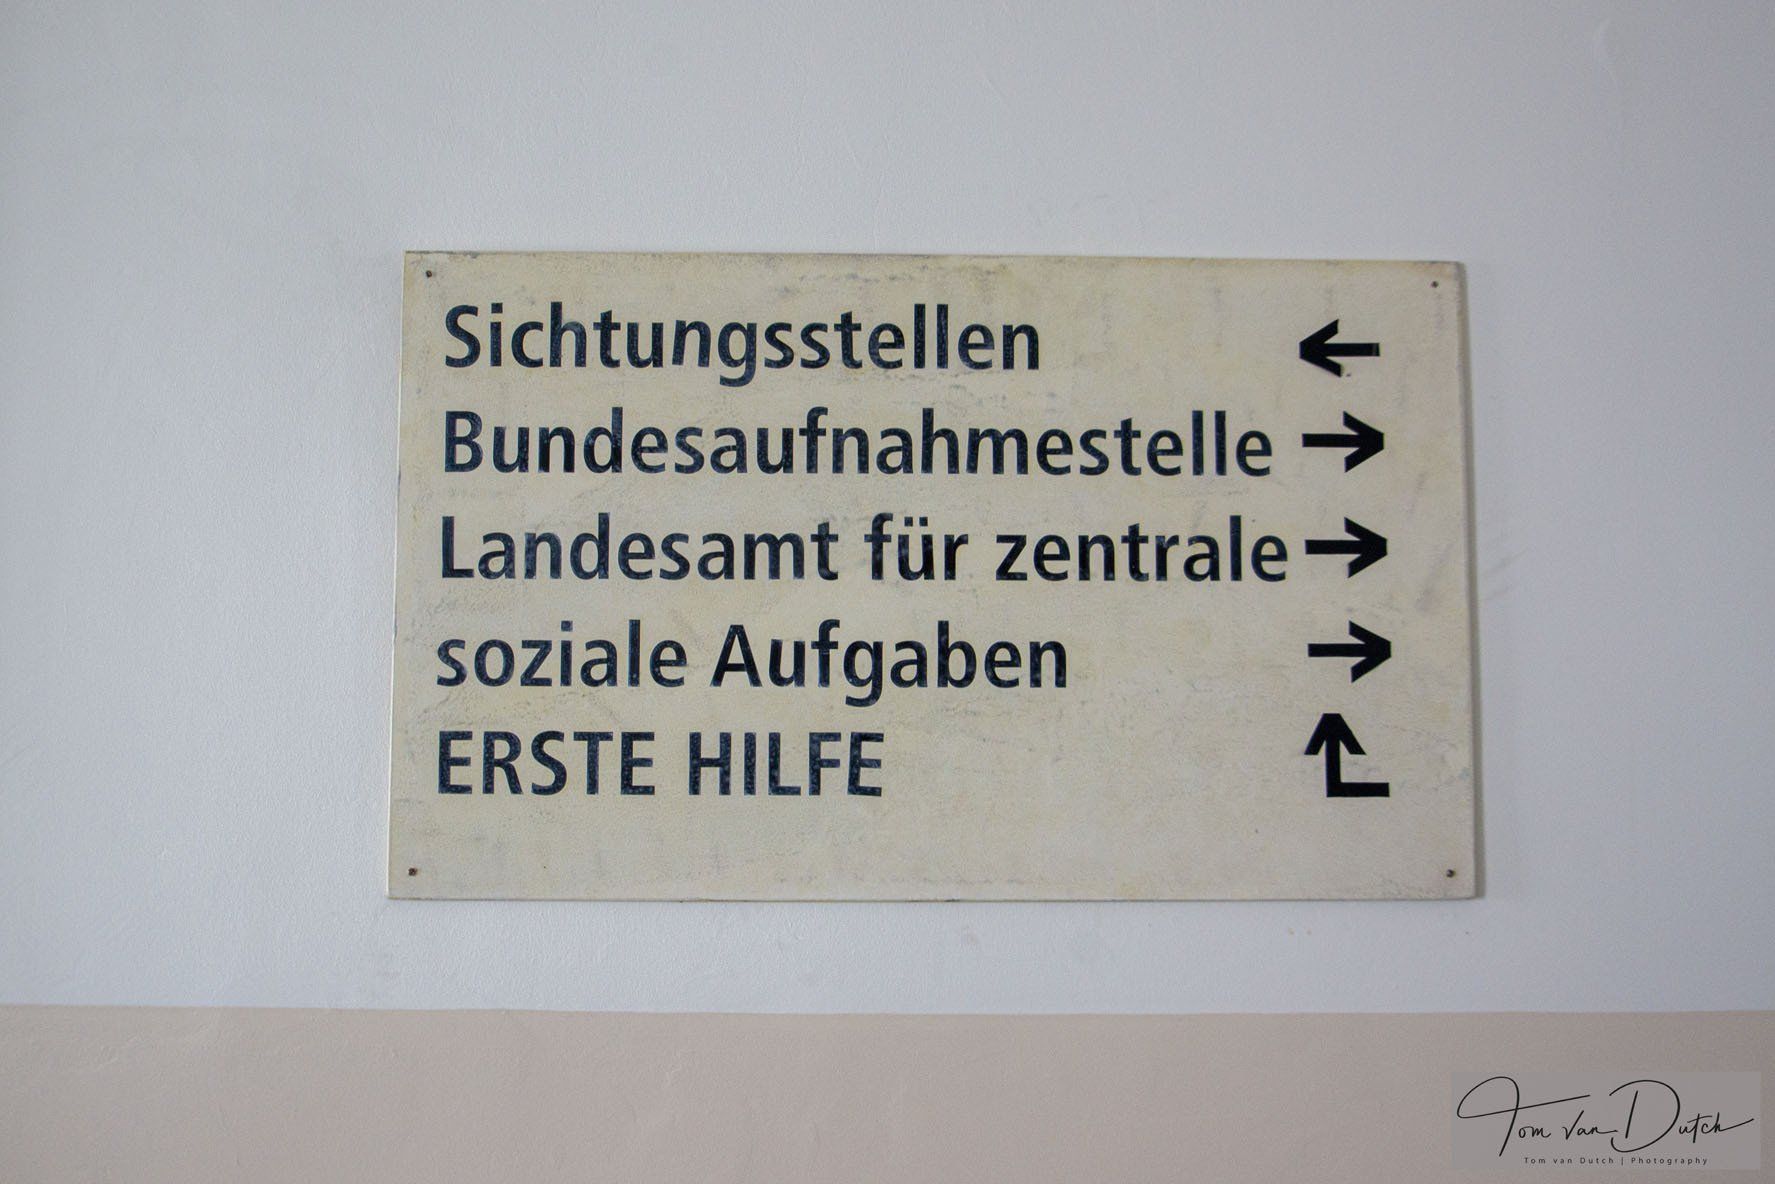 Sichtungsstellen ←
Bundesaufnahmestelle →
Landesamt für zentrale →
soziale Aufgaben →
ERSTE HILFE ↰
Tom van Dutch
Tom van Dutch | Photography